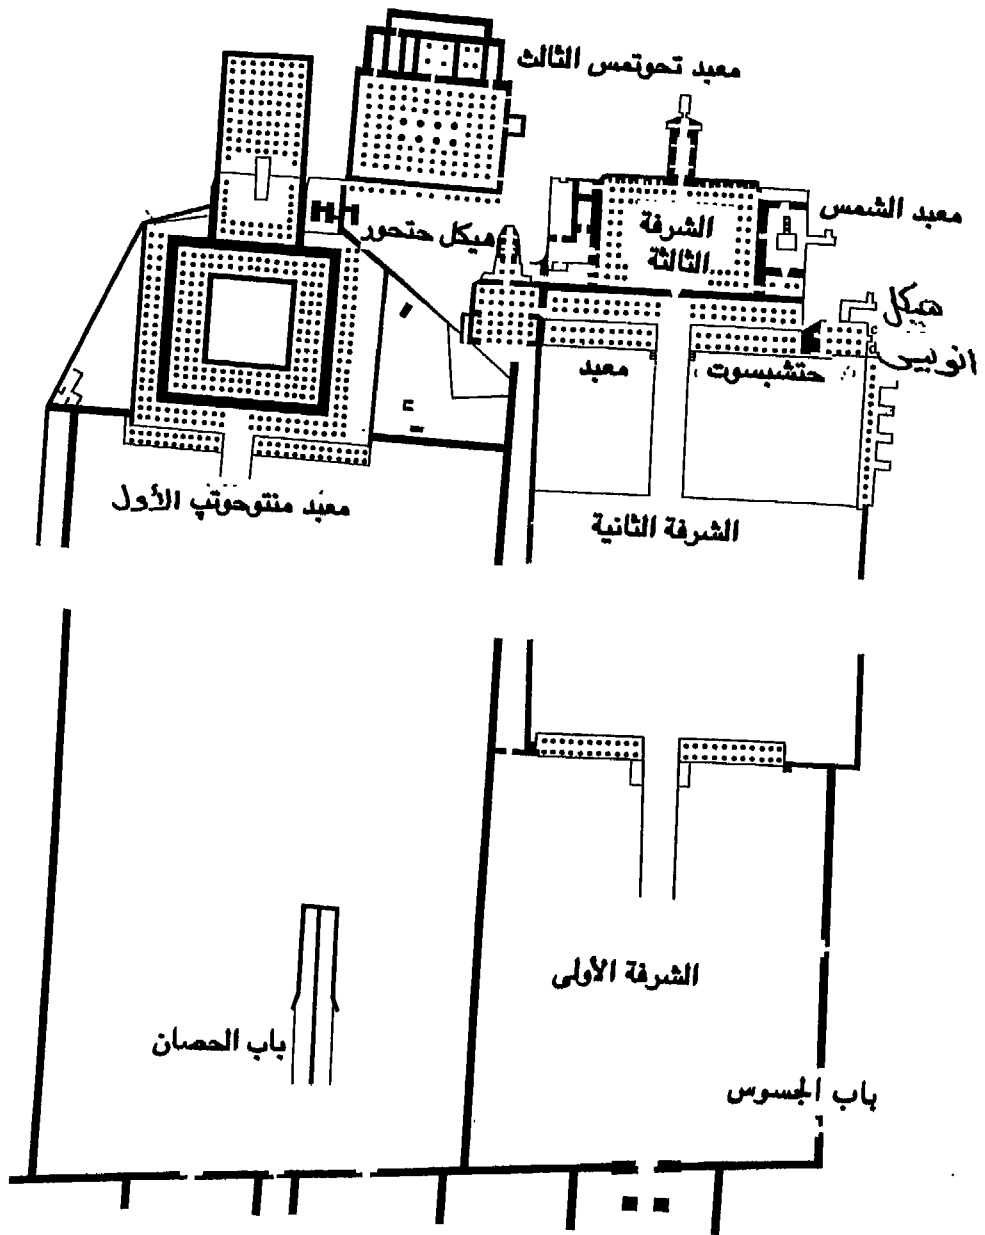 معبد تحوتمس الثالث
معبد الشمس
الشرفة
الثالثة
هيكل حتحور
هيكل
انوبيس
معبد حتشبسوت
معبد منتوحوتپ الأول
الشرفة الثانية
الشرفة الأولى
باب الحصان
باب الجسوس